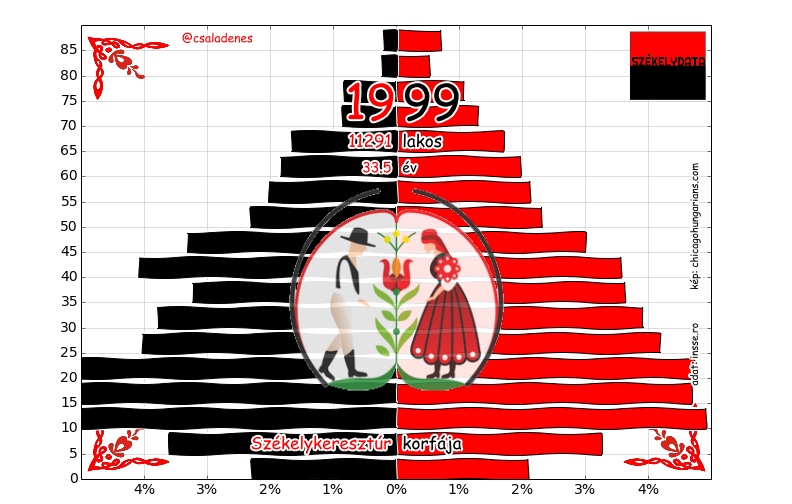 @csaladenes
SZÉKELYDATA
1999
11291 lakos
33.5 év
kép: chicagohungarians.com
adat: insse.ro
Székelykeresztúr korfája
85
80
75
70
65
60
55
50
45
40
35
30
25
20
15
10
5
0
4% 3% 2% 1% 0% 1% 2% 3% 4%